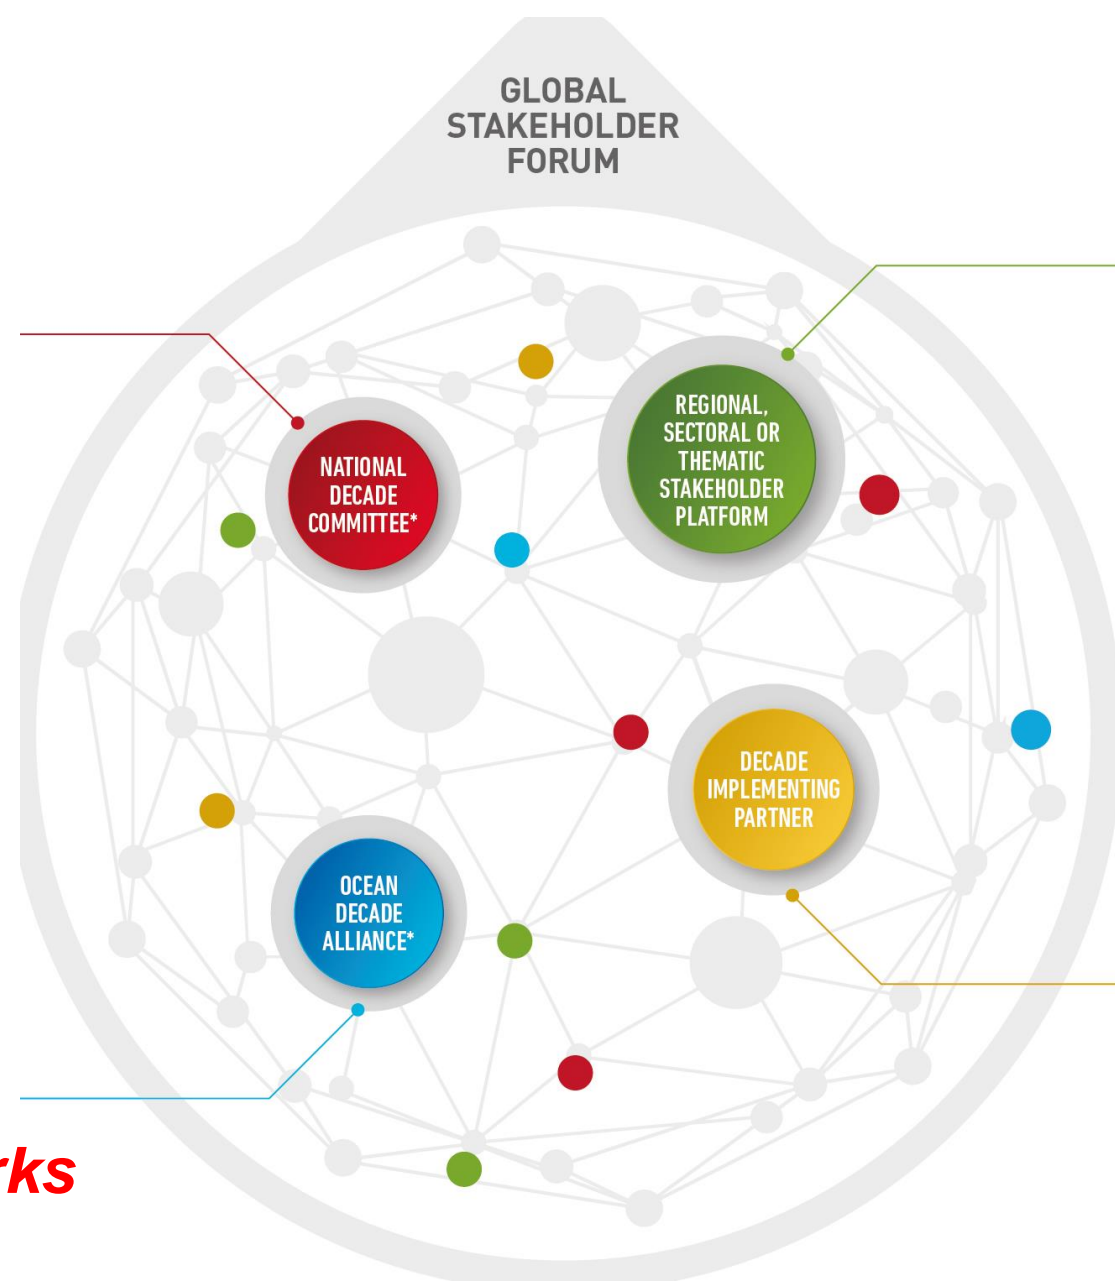 GLOBAL
STAKEHOLDER
FORUM
REGIONAL,
SECTORAL OR
THEMATIC
STAKEHOLDER
PLATFORM
NATIONAL
DECADE
COMMITTEE*
DECADE
IMPLEMENTING
PARTNER
OCEAN
DECADE
ALLIANCE*